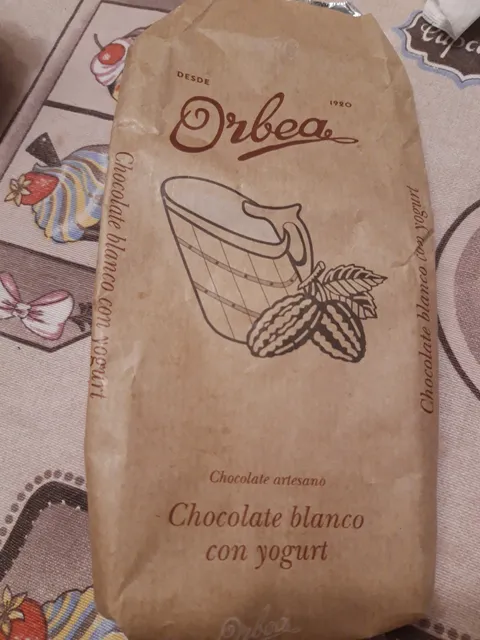 DESDE
1980
Orbea
Chocolate blanco con yogurt
Chocolate blanco con yogurt
Chocolate artesano
Chocolate blanco
con yogurt
Orbea